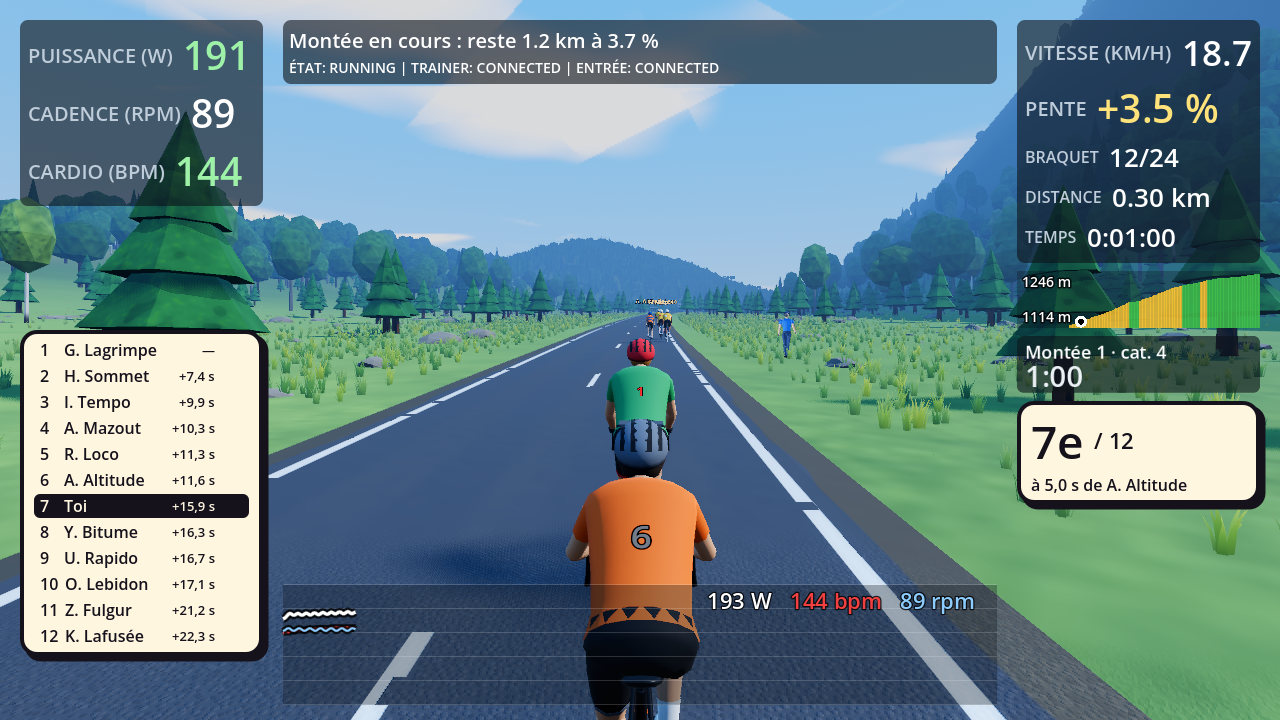 PUISSANCE (W) 191
CADENCE (RPM) 89
CARDIO (BPM) 144
Montée en cours : reste 1.2 km à 3.7 %
ÉTAT: RUNNING | TRAINER: CONNECTED | ENTRÉE: CONNECTED
VITESSE (KM/H) 18.7
PENTE +3.5 %
BRAQUET 12/24
DISTANCE 0.30 km
TEMPS 0:01:00
1246 m
1114 m
Montée 1 · cat. 4
1:00
7e / 12
à 5,0 s de A. Altitude
1 G. Lagrimpe —
2 H. Sommet +7,4 s
3 I. Tempo +9,9 s
4 A. Mazout +10,3 s
5 R. Loco +11,3 s
6 A. Altitude +11,6 s
7 Toi +15,9 s
8 Y. Bitume +16,3 s
9 U. Rapido +16,7 s
10 O. Lebidon +17,1 s
11 Z. Fulgur +21,2 s
12 K. Lafusée +22,3 s
1
6
193 W 144 bpm 89 rpm